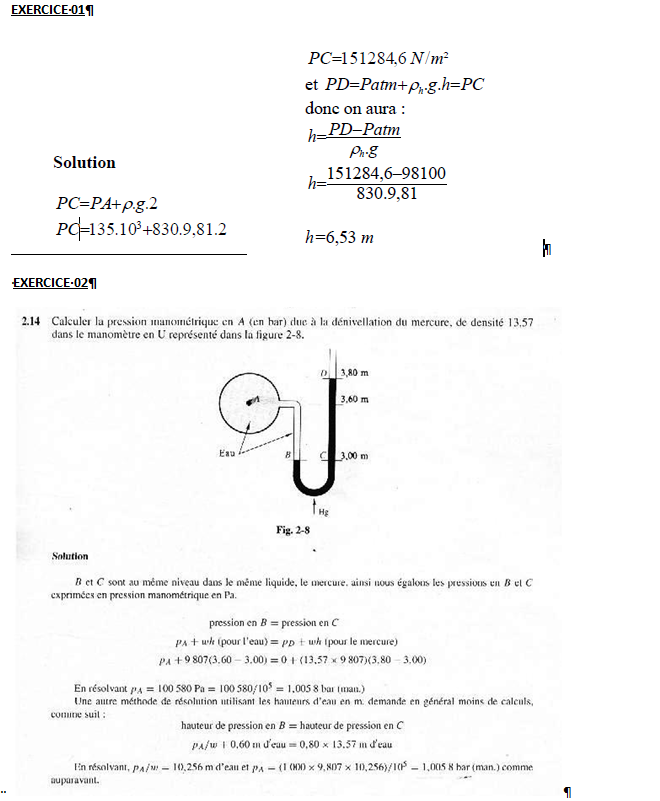 EXERCICE·01¶
Solution
PC=PA+ρ.g.2
PC=135.10³+830.9,81.2
PC=151284,6 N/m²
et PD=Patm+ρh.g.h=PC
donc on aura :
h=PD–Patm
ρh.g
h=151284,6–98100
830.9,81
h=6,53 m
¶
EXERCICE·02¶
2.14 Calculer la pression manométrique en A (en bar) due à la dénivellation du mercure, de densité 13,57
dans le manomètre en U représenté dans la figure 2-8.
D 3,80 m
3,60 m
A
Eau
B C 3,00 m
Hg
Fig. 2-8
Solution
B et C sont au même niveau dans le même liquide, le mercure. ainsi nous égalons les pressions en B et C
exprimées en pression manométrique en Pa.
pression en B = pression en C
pA + wh (pour l'eau) = pD + wh (pour le mercure)
pA + 9 807(3,60 – 3,00) = 0 + (13,57 × 9 807)(3,80 – 3,00)
En résolvant pA = 100 580 Pa = 100 580/10⁵ = 1,005 8 bar (man.)
Une autre méthode de résolution utilisant les hauteurs d'eau en m. demande en général moins de calculs,
comme suit :
hauteur de pression en B = hauteur de pression en C
pA/w + 0,60 m d'eau = 0,80 × 13,57 m d'eau
En résolvant, pA/w = 10,256 m d'eau et pA = (1 000 × 9,807 × 10,256)/10⁵ = 1,005 8 bar (man.) comme
auparavant.
¶